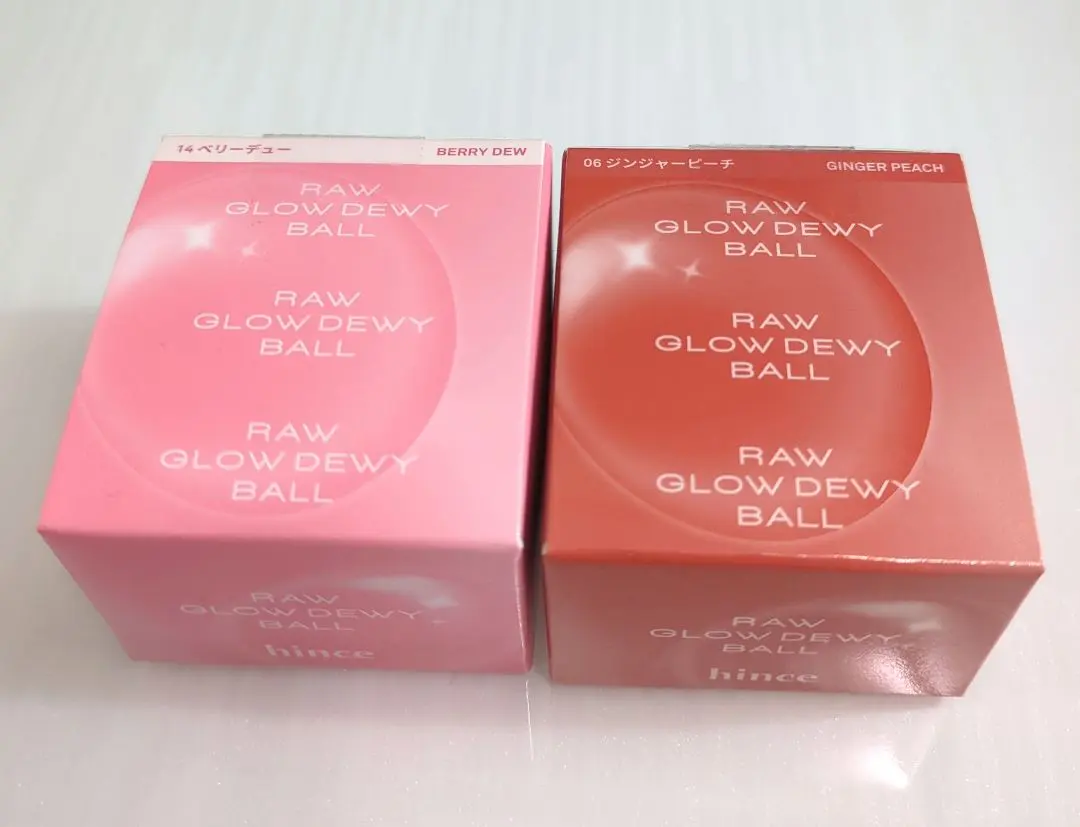 14 ベリーデュー BERRY DEW
RAW
GLOW DEWY
BALL
RAW
GLOW DEWY
BALL
RAW
GLOW DEWY
BALL
RAW
GLOW DEWY
BALL
hince
06 ジンジャーピーチ GINGER PEACH
RAW
GLOW DEWY
BALL
RAW
GLOW DEWY
BALL
RAW
GLOW DEWY
BALL
RAW
GLOW DEWY
BALL
hince